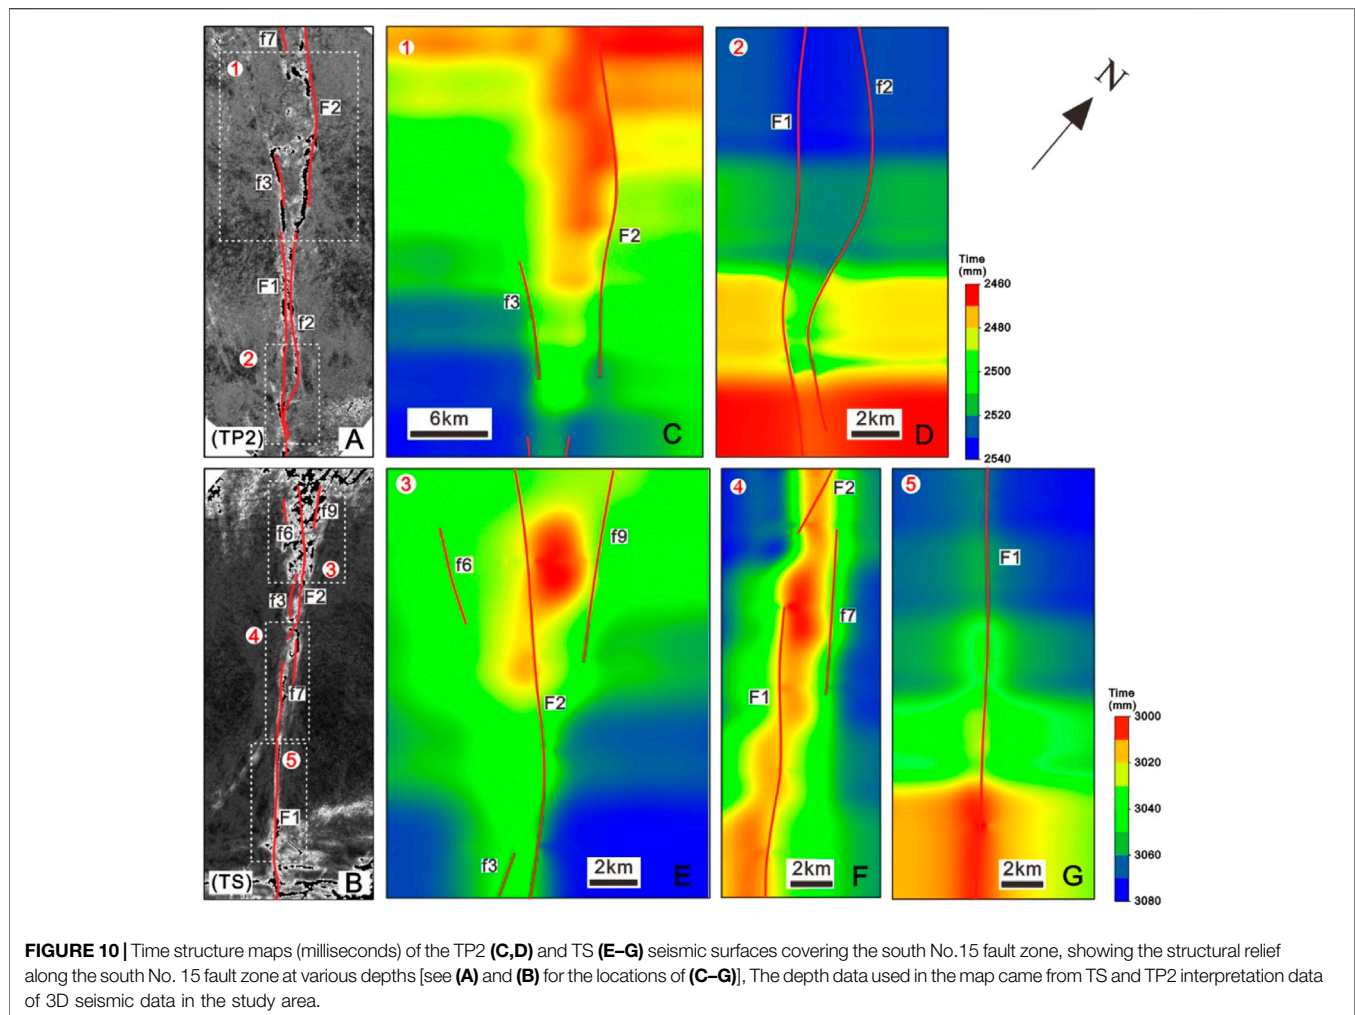 f7
1
F2
f3
F1
f2
2
(TP2)
A
1
F2
f3
6km
C
2
F1
f2
2km
D
N
Time
(mm)
2460
2480
2500
2520
2540
f9
f6
3
f3
F2
4
f7
5
F1
(TS)
B
3
f9
f6
F2
f3
2km
E
4
F2
f7
F1
2km
F
5
F1
2km
G
Time
(mm)
3000
3020
3040
3060
3080
FIGURE 10 | Time structure maps (milliseconds) of the TP2 (C,D) and TS (E–G) seismic surfaces covering the south No.15 fault zone, showing the structural relief
along the south No. 15 fault zone at various depths [see (A) and (B) for the locations of (C–G)], The depth data used in the map came from TS and TP2 interpretation data
of 3D seismic data in the study area.